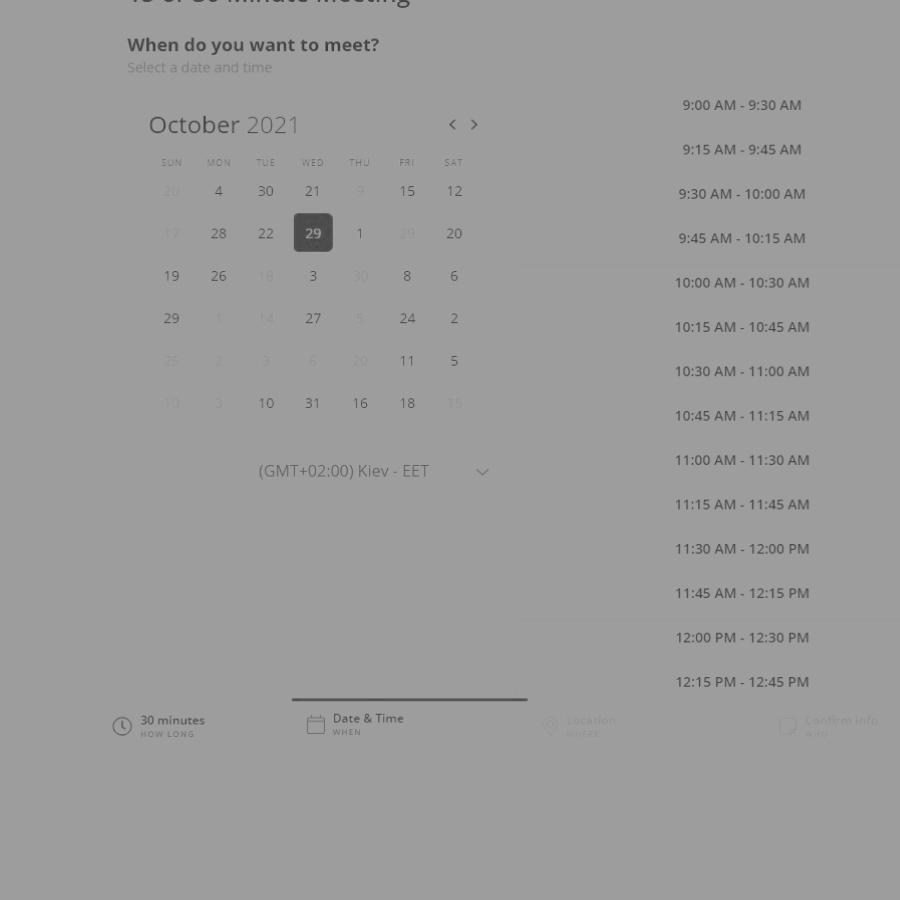 When do you want to meet?
Select a date and time
October 2021
SUN MON TUE WED THU FRI SAT
20 4 30 21 9 15 12
17 28 22 29 1 29 20
19 26 18 3 30 8 6
29 1 14 27 5 24 2
25 2 3 6 20 11 5
10 3 10 31 16 18 15
(GMT+02:00) Kiev - EET
9:00 AM - 9:30 AM
9:15 AM - 9:45 AM
9:30 AM - 10:00 AM
9:45 AM - 10:15 AM
10:00 AM - 10:30 AM
10:15 AM - 10:45 AM
10:30 AM - 11:00 AM
10:45 AM - 11:15 AM
11:00 AM - 11:30 AM
11:15 AM - 11:45 AM
11:30 AM - 12:00 PM
11:45 AM - 12:15 PM
12:00 PM - 12:30 PM
12:15 PM - 12:45 PM
30 minutes
HOW LONG
Date & Time
WHEN
Location
WHERE
Confirm Info